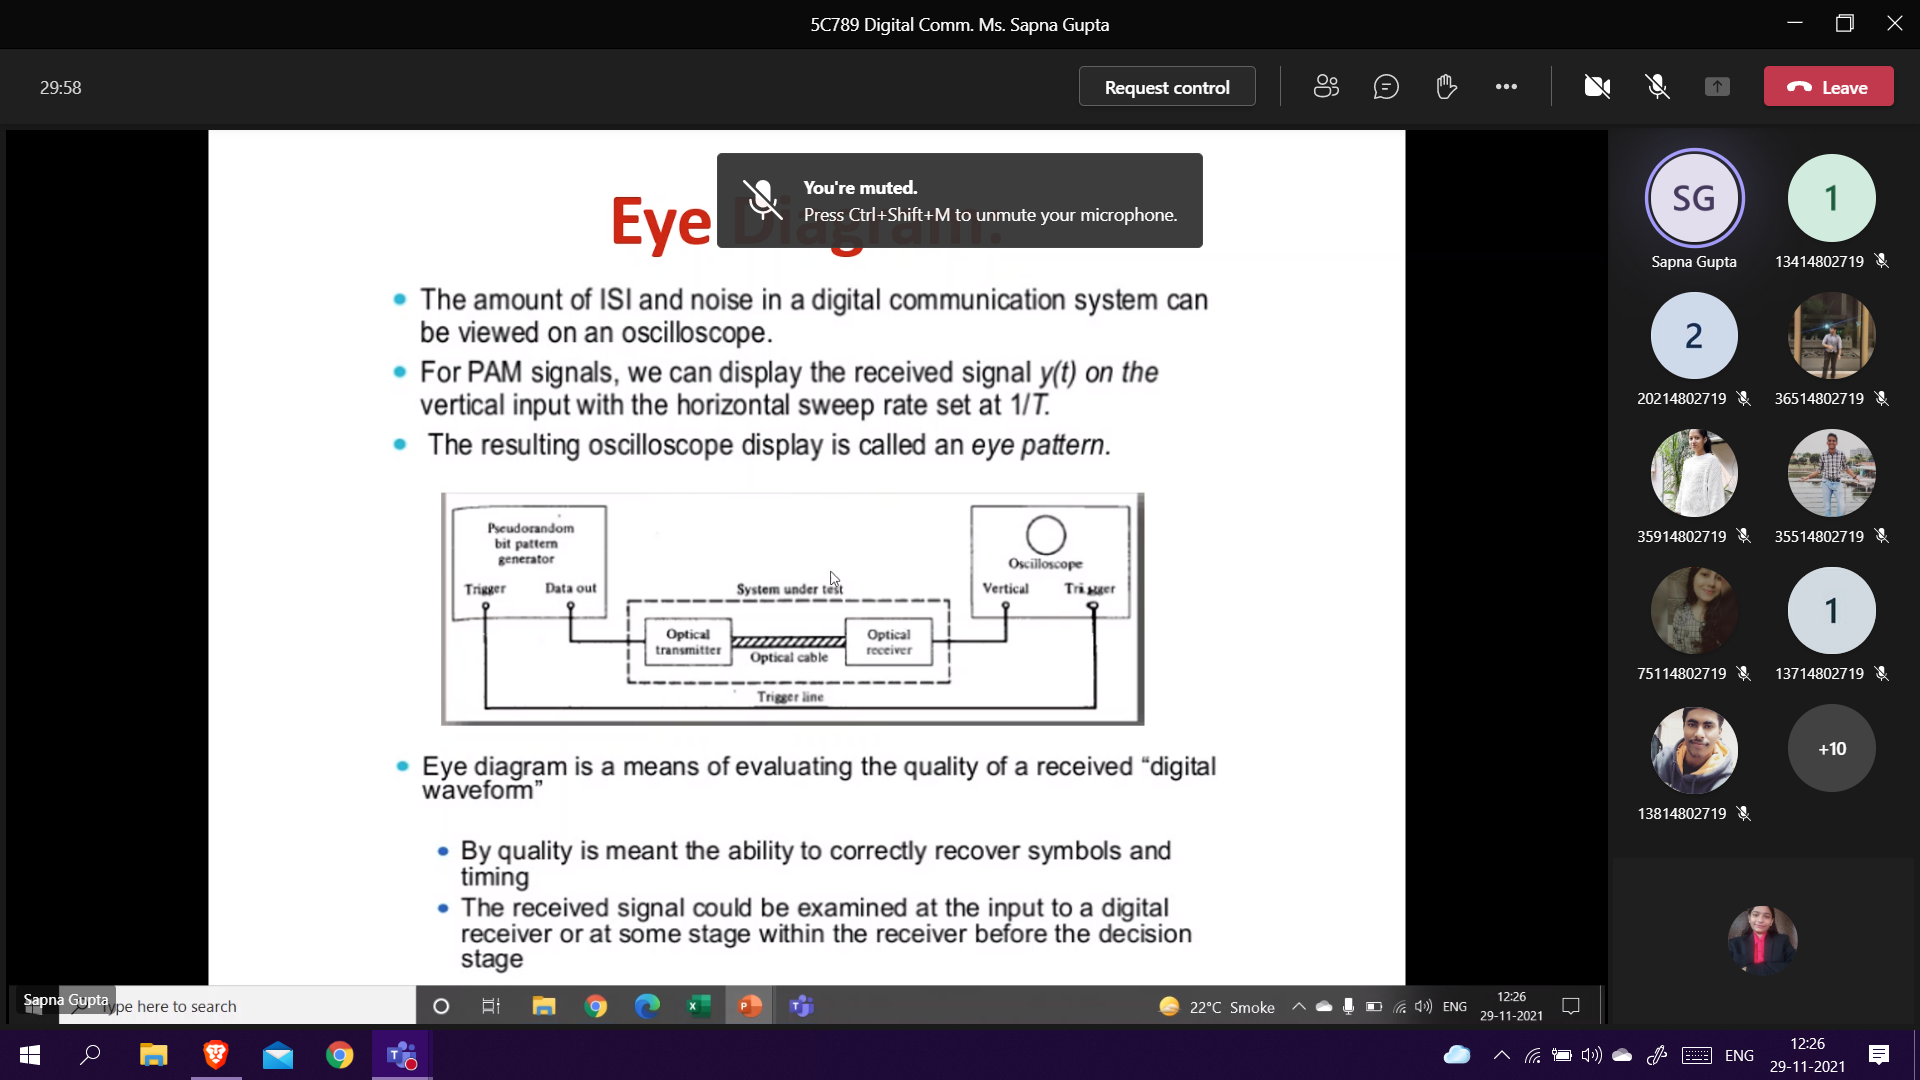 5C789 Digital Comm. Ms. Sapna Gupta
29:58
Request control
Leave
You're muted.
Press Ctrl+Shift+M to unmute your microphone.
Eye Diagram.
The amount of ISI and noise in a digital communication system can
be viewed on an oscilloscope.
For PAM signals, we can display the received signal y(t) on the
vertical input with the horizontal sweep rate set at 1/T.
The resulting oscilloscope display is called an eye pattern.
Pseudorandom
bit pattern
generator
Trigger Data out
Oscilloscope
Vertical Trigger
System under test
Optical
transmitter
Optical cable
Optical
receiver
Trigger line
Eye diagram is a means of evaluating the quality of a received “digital
waveform”
By quality is meant the ability to correctly recover symbols and
timing
The received signal could be examined at the input to a digital
receiver or at some stage within the receiver before the decision
stage
SG
Sapna Gupta
1
13414802719
2
20214802719
36514802719
35914802719
35514802719
75114802719
1
13714802719
13814802719
+10
Sapna Gupta
Type here to search
22°C Smoke
ENG
12:26
29-11-2021
ENG
12:26
29-11-2021